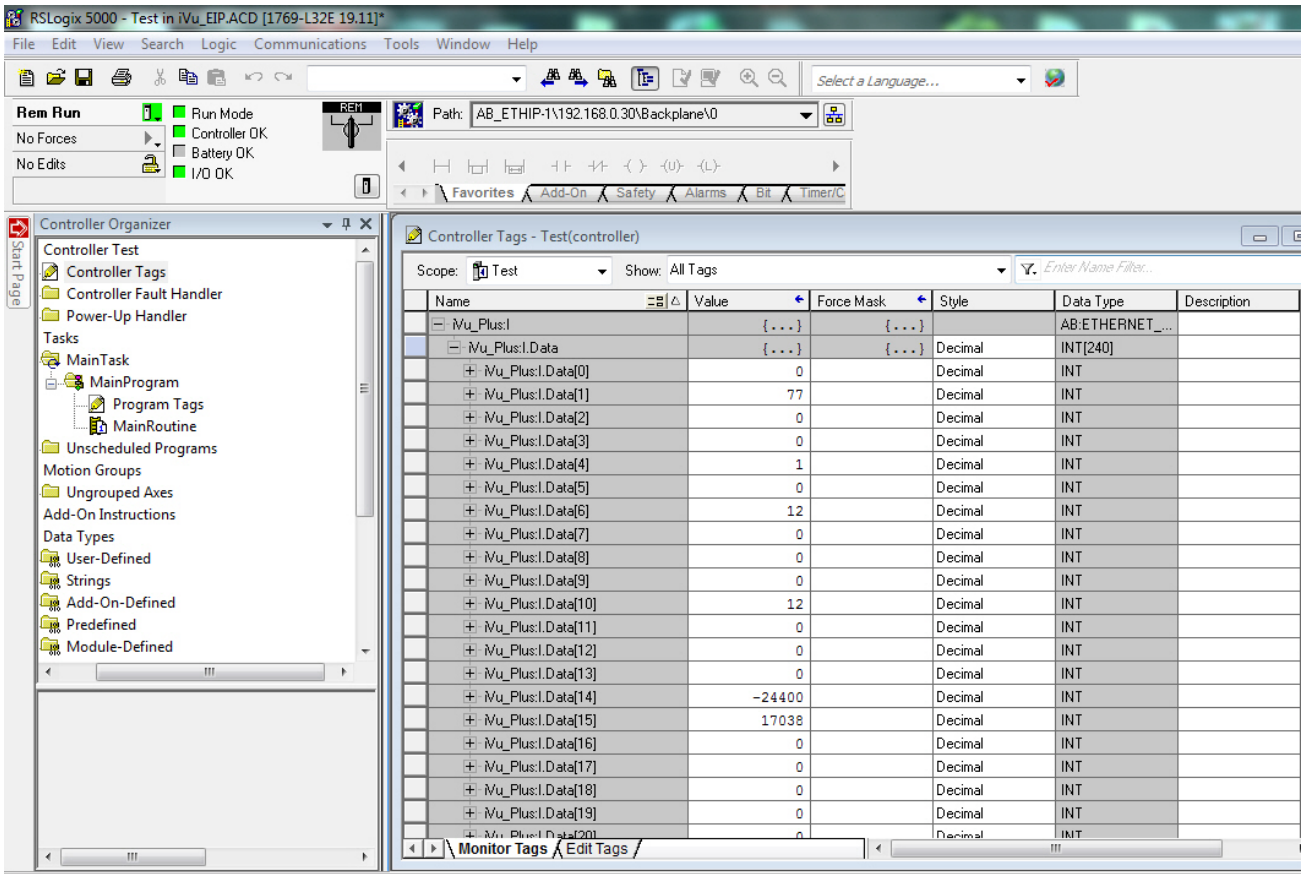 RSLogix 5000 - Test in iVu_EIP.ACD [1769-L32E 19.11]*
File Edit View Search Logic Communications Tools Window Help
Select a Language...
Rem Run
Run Mode
REM
Path: AB_ETHIP-1\192.168.0.30\Backplane\0
No Forces
Controller OK
Battery OK
No Edits
I/O OK
Favorites Add-On Safety Alarms Bit Timer/C
Start Page
Controller Organizer
Controller Test
Controller Tags
Controller Fault Handler
Power-Up Handler
Tasks
MainTask
MainProgram
Program Tags
MainRoutine
Unscheduled Programs
Motion Groups
Ungrouped Axes
Add-On Instructions
Data Types
User-Defined
Strings
Add-On-Defined
Predefined
Module-Defined
Controller Tags - Test(controller)
Scope: Test Show: All Tags Enter Name Filter...
Name Value Force Mask Style Data Type Description
iVu_Plus:I {...} {...} AB:ETHERNET_...
iVu_Plus:I.Data {...} {...} Decimal INT[240]
iVu_Plus:I.Data[0] 0 Decimal INT
iVu_Plus:I.Data[1] 77 Decimal INT
iVu_Plus:I.Data[2] 0 Decimal INT
iVu_Plus:I.Data[3] 0 Decimal INT
iVu_Plus:I.Data[4] 1 Decimal INT
iVu_Plus:I.Data[5] 0 Decimal INT
iVu_Plus:I.Data[6] 12 Decimal INT
iVu_Plus:I.Data[7] 0 Decimal INT
iVu_Plus:I.Data[8] 0 Decimal INT
iVu_Plus:I.Data[9] 0 Decimal INT
iVu_Plus:I.Data[10] 12 Decimal INT
iVu_Plus:I.Data[11] 0 Decimal INT
iVu_Plus:I.Data[12] 0 Decimal INT
iVu_Plus:I.Data[13] 0 Decimal INT
iVu_Plus:I.Data[14] -24400 Decimal INT
iVu_Plus:I.Data[15] 17038 Decimal INT
iVu_Plus:I.Data[16] 0 Decimal INT
iVu_Plus:I.Data[17] 0 Decimal INT
iVu_Plus:I.Data[18] 0 Decimal INT
iVu_Plus:I.Data[19] 0 Decimal INT
iVu_Plus:I.Data[20] 0 Decimal INT
Monitor Tags Edit Tags